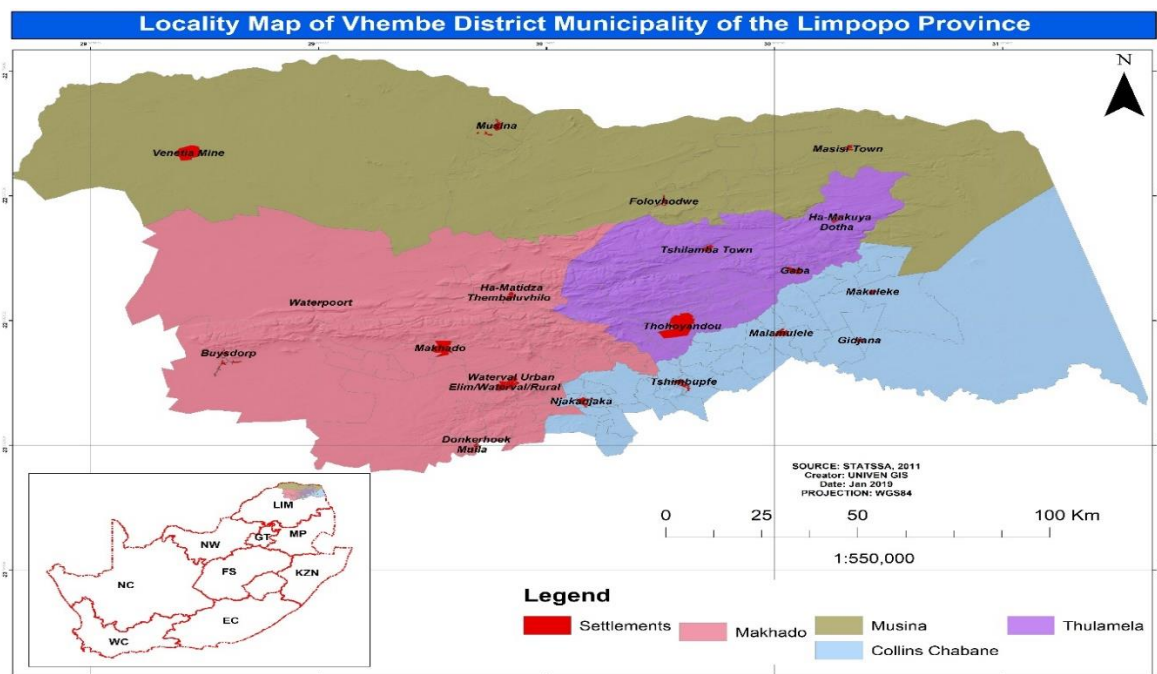 Locality Map of Vhembe District Municipality of the Limpopo Province
N
Musina
Venetia Mine
Masisi Town
Folovhodwe
Ha-Makuya
Dotha
Tshilamba Town
Gaba
Ha-Matidza
Thembaluvhilo
Makuleke
Waterpoort
Thohoyandou
Malamulele
Gidjana
Makhado
Buysdorp
Waterval Urban
Elim/Waterval/Rural
Tshimbupfe
Njakanjaka
Donkerhoek
Muila
SOURCE: STATSSA, 2011
Creator: UNIVEN GIS
Date: Jan 2019
PROJECTION: WGS84
0 25 50 100 Km
1:550,000
LIM
NW
GT
MP
FS
KZN
NC
EC
WC
Legend
Settlements
Makhado
Musina
Thulamela
Collins Chabane